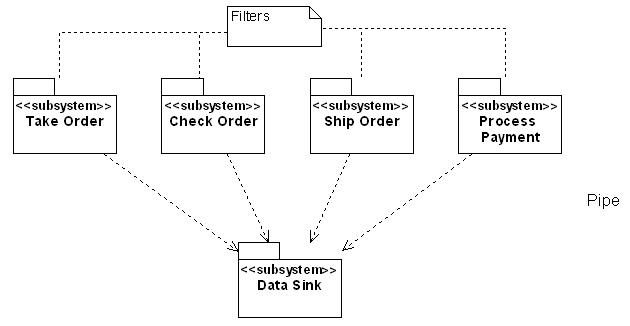 Filters
<<subsystem>>
Take Order
<<subsystem>>
Check Order
<<subsystem>>
Ship Order
<<subsystem>>
Process
Payment
Pipe
<<subsystem>>
Data Sink